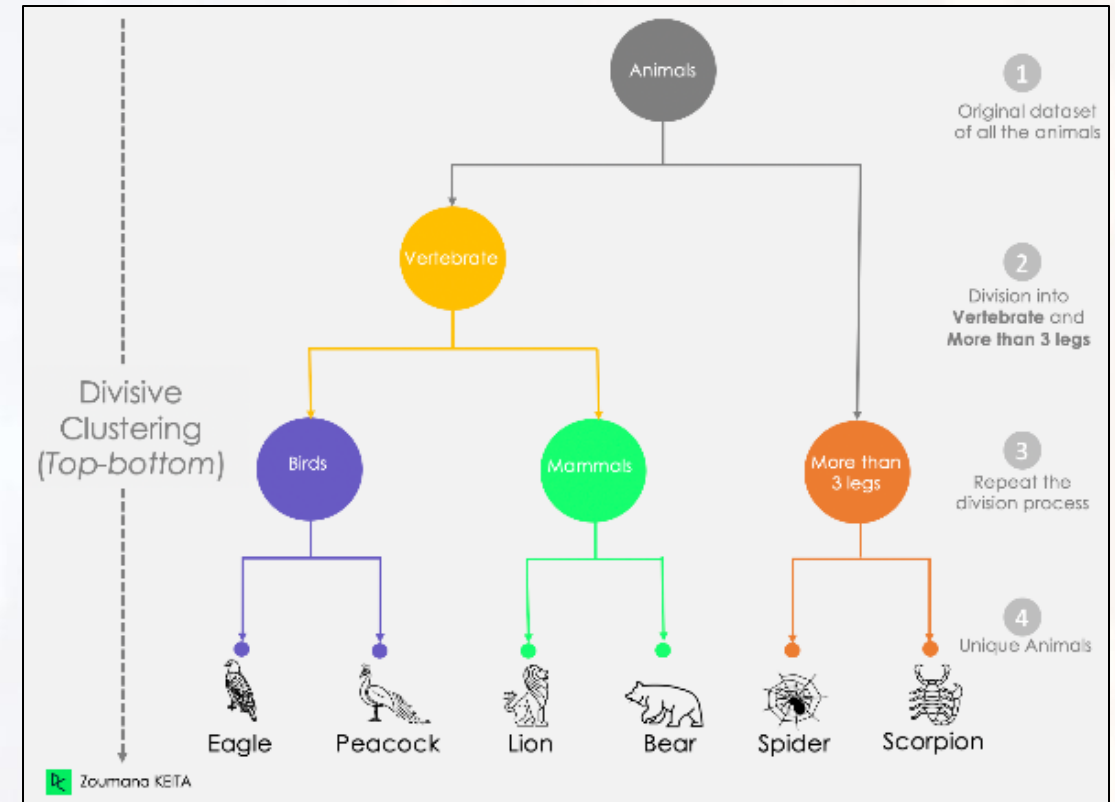 Animals
1
Original dataset
of all the animals
Vertebrate
2
Division into
Vertebrate and
More than 3 legs
Divisive
Clustering
(Top-bottom)
Birds
Mammals
More than
3 legs
3
Repeat the
division process
4
Unique Animals
Eagle
Peacock
Lion
Bear
Spider
Scorpion
Zoumana KEITA